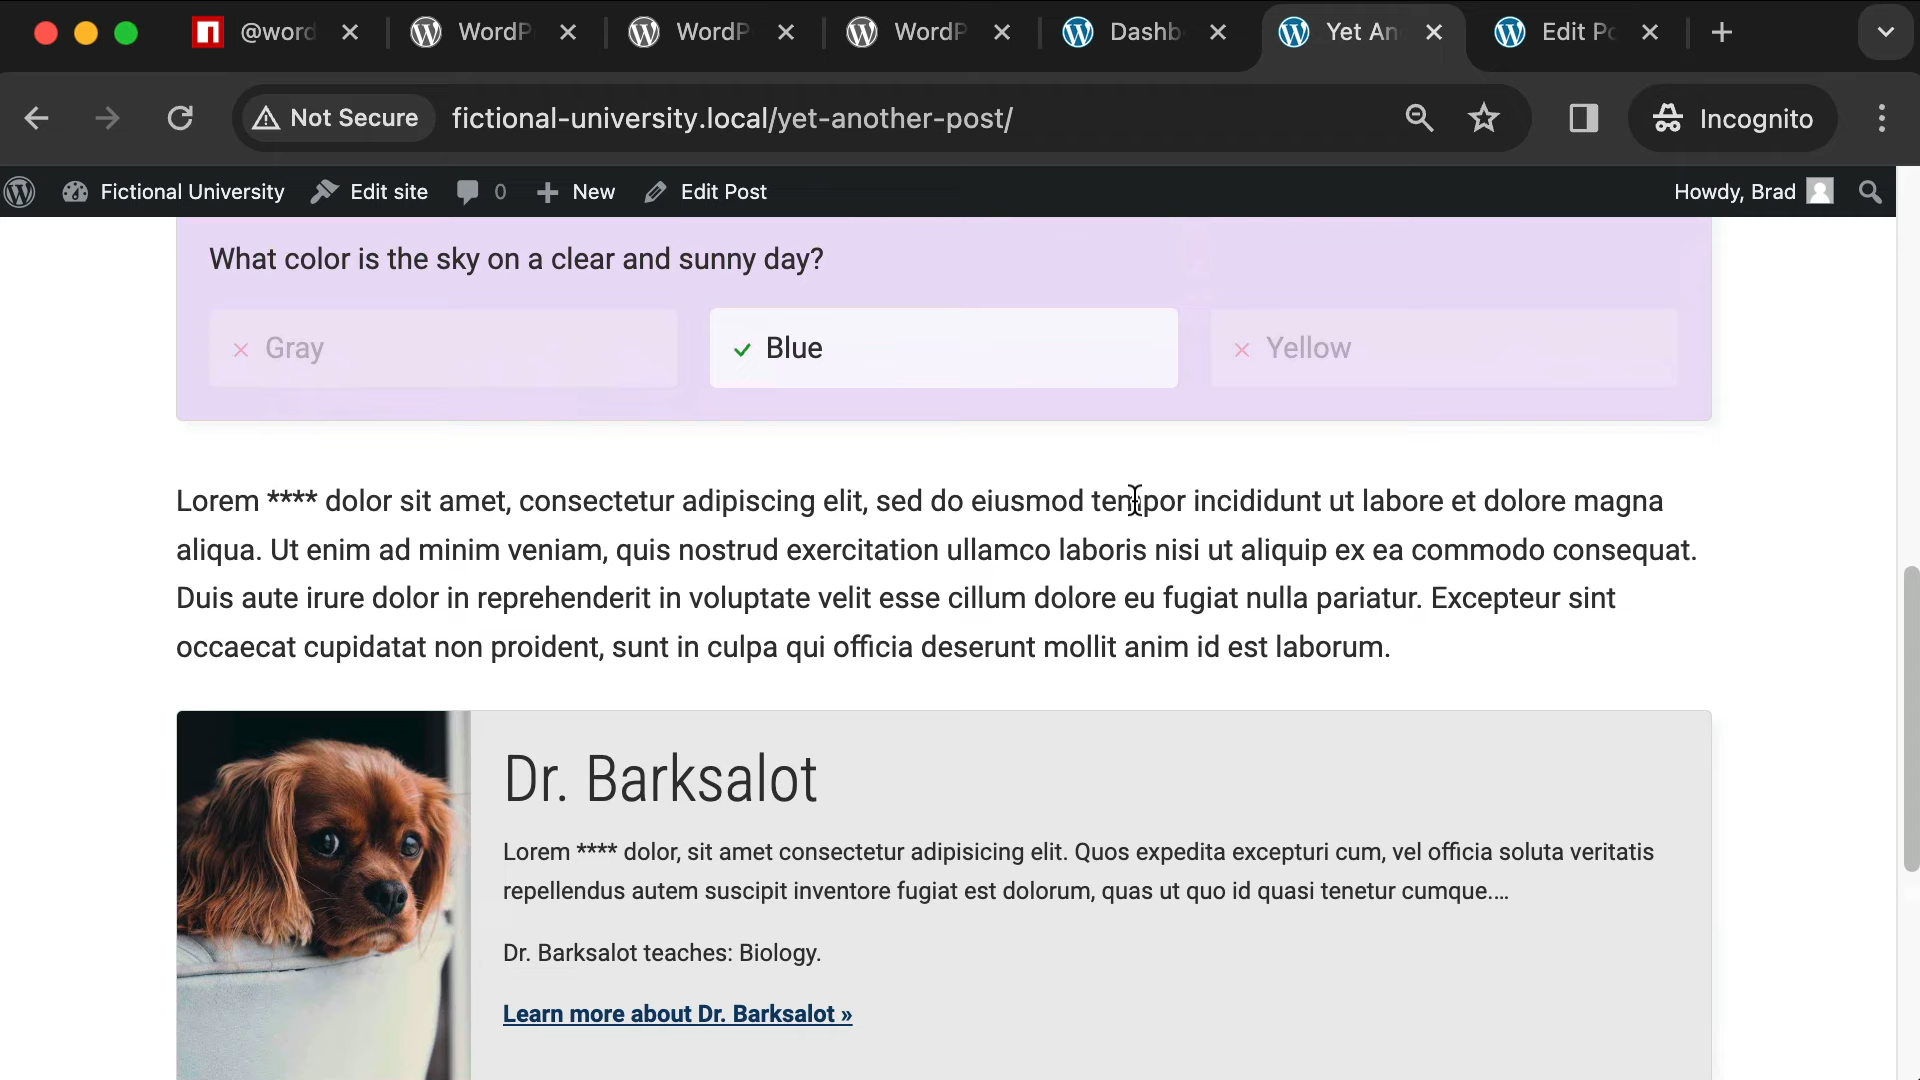 @word
WordP
WordP
WordP
Dashb
Yet An
Edit Po
Not Secure
fictional-university.local/yet-another-post/
Incognito
Fictional University
Edit site
0
New
Edit Post
Howdy, Brad
What color is the sky on a clear and sunny day?
Gray
Blue
Yellow
Lorem **** dolor sit amet, consectetur adipiscing elit, sed do eiusmod tempor incididunt ut labore et dolore magna
aliqua. Ut enim ad minim veniam, quis nostrud exercitation ullamco laboris nisi ut aliquip ex ea commodo consequat.
Duis aute irure dolor in reprehenderit in voluptate velit esse cillum dolore eu fugiat nulla pariatur. Excepteur sint
occaecat cupidatat non proident, sunt in culpa qui officia deserunt mollit anim id est laborum.
Dr. Barksalot
Lorem **** dolor, sit amet consectetur adipisicing elit. Quos expedita excepturi cum, vel officia soluta veritatis
repellendus autem suscipit inventore fugiat est dolorum, quas ut quo id quasi tenetur cumque....
Dr. Barksalot teaches: Biology.
Learn more about Dr. Barksalot »